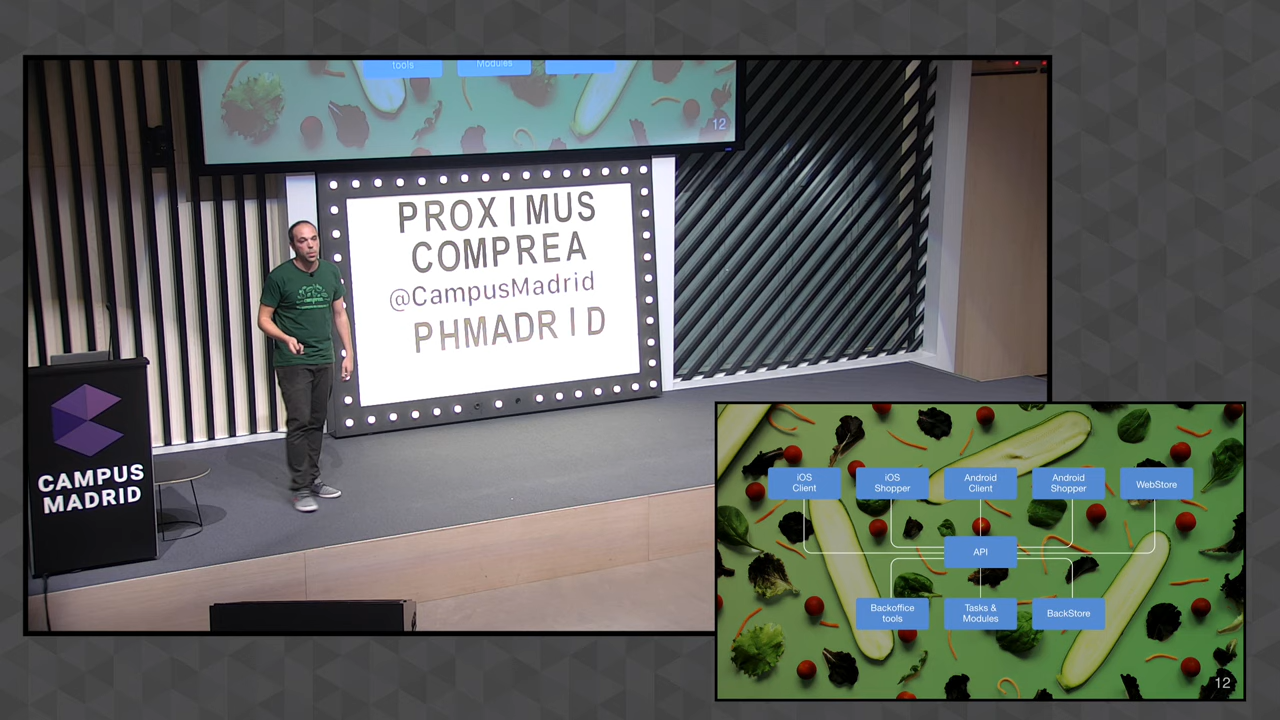 tools
Modules
12
PROXIMUS
COMPREA
@CampusMadrid
PHMADRID
comprea
CAMPUS
MADRID
iOS
Client
iOS
Shopper
Android
Client
Android
Shopper
WebStore
API
Backoffice
tools
Tasks &
Modules
BackStore
12